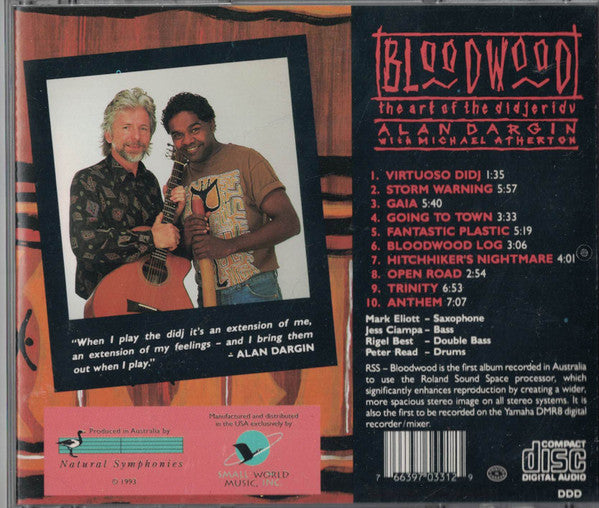 BLOODWOOD
the art of the didjeridu
ALAN DARGIN
WITH MICHAEL ATHERTON
1. VIRTUOSO DIDJ 1:35
2. STORM WARNING 5:57
3. GAIA 5:40
4. GOING TO TOWN 3:33
5. FANTASTIC PLASTIC 5:19
6. BLOODWOOD LOG 3:06
7. HITCHHIKER'S NIGHTMARE 4:01
8. OPEN ROAD 2:54
9. TRINITY 6:53
10. ANTHEM 7:07
Mark Eliott – Saxophone
Jess Ciampa – Bass
Rigel Best – Double Bass
Peter Read – Drums
RSS – Bloodwood is the first album recorded in Australia
to use the Roland Sound Space processor, which
significantly enhances reproduction by creating a wider,
more spacious stereo image on all stereo systems. It is
also the first to be recorded on the Yamaha DMR8 digital
recorder/mixer.
"When I play the didj it's an extension of me,
an extension of my feelings – and I bring them
out when I play."
– ALAN DARGIN
Produced in Australia by
Natural Symphonies
© 1993
Manufactured and distributed
in the USA exclusively by
SMALL WORLD
MUSIC, INC.
7 66397 03312 9
COMPACT
disc
DIGITAL AUDIO
DDD